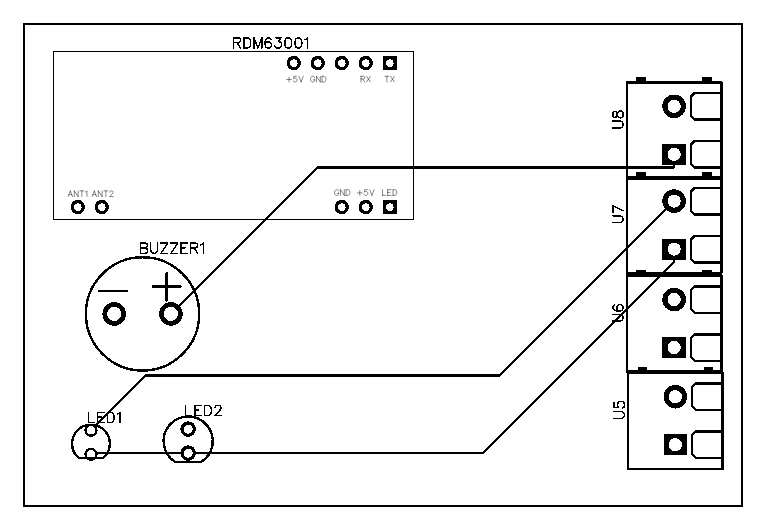 RDM63001
+5V GND RX TX
U8
ANT1 ANT2 GND +5V LED
U7
BUZZER1
U6
LED1 LED2
U5